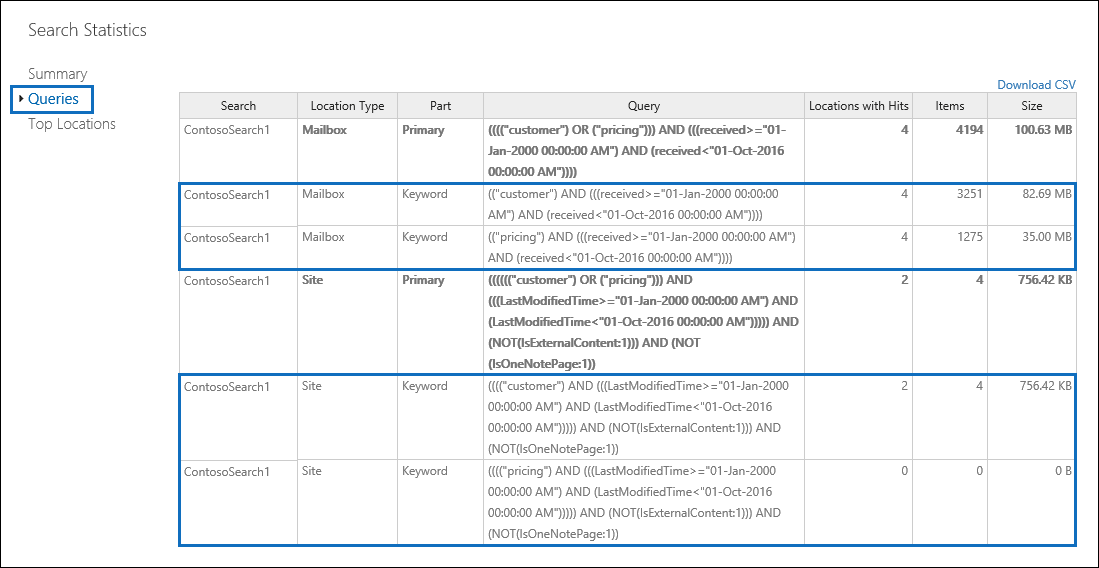 Search Statistics
Summary
Queries
Top Locations
Download CSV
Search Location Type Part Query Locations with Hits Items Size
ContosoSearch1 Mailbox Primary (((("customer") OR ("pricing"))) AND (((received>="01- 4 4194 100.63 MB
Jan-2000 00:00:00 AM") AND (received<"01-Oct-2016
00:00:00 AM"))))
ContosoSearch1 Mailbox Keyword (("customer") AND (((received>="01-Jan-2000 00:00:00 4 3251 82.69 MB
AM") AND (received<"01-Oct-2016 00:00:00 AM"))))
ContosoSearch1 Mailbox Keyword (("pricing") AND (((received>="01-Jan-2000 00:00:00 AM") 4 1275 35.00 MB
AND (received<"01-Oct-2016 00:00:00 AM"))))
ContosoSearch1 Site Primary (((((("customer") OR ("pricing"))) AND 2 4 756.42 KB
(((LastModifiedTime>="01-Jan-2000 00:00:00 AM") AND
(LastModifiedTime<"01-Oct-2016 00:00:00 AM"))))) AND
(NOT(IsExternalContent:1))) AND (NOT
(IsOneNotePage:1))
ContosoSearch1 Site Keyword (((("customer") AND (((LastModifiedTime>="01-Jan-2000 2 4 756.42 KB
00:00:00 AM") AND (LastModifiedTime<"01-Oct-2016
00:00:00 AM"))))) AND (NOT(IsExternalContent:1))) AND
(NOT(IsOneNotePage:1))
ContosoSearch1 Site Keyword (((("pricing") AND (((LastModifiedTime>="01-Jan-2000 0 0 0 B
00:00:00 AM") AND (LastModifiedTime<"01-Oct-2016
00:00:00 AM"))))) AND (NOT(IsExternalContent:1))) AND
(NOT(IsOneNotePage:1))